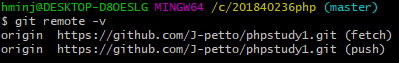 hminj@DESKTOP-D8OESLG MINGW64 /c/201840236php (master)
$ git remote -v
origin  https://github.com/J-petto/phpstudy1.git (fetch)
origin  https://github.com/J-petto/phpstudy1.git (push)